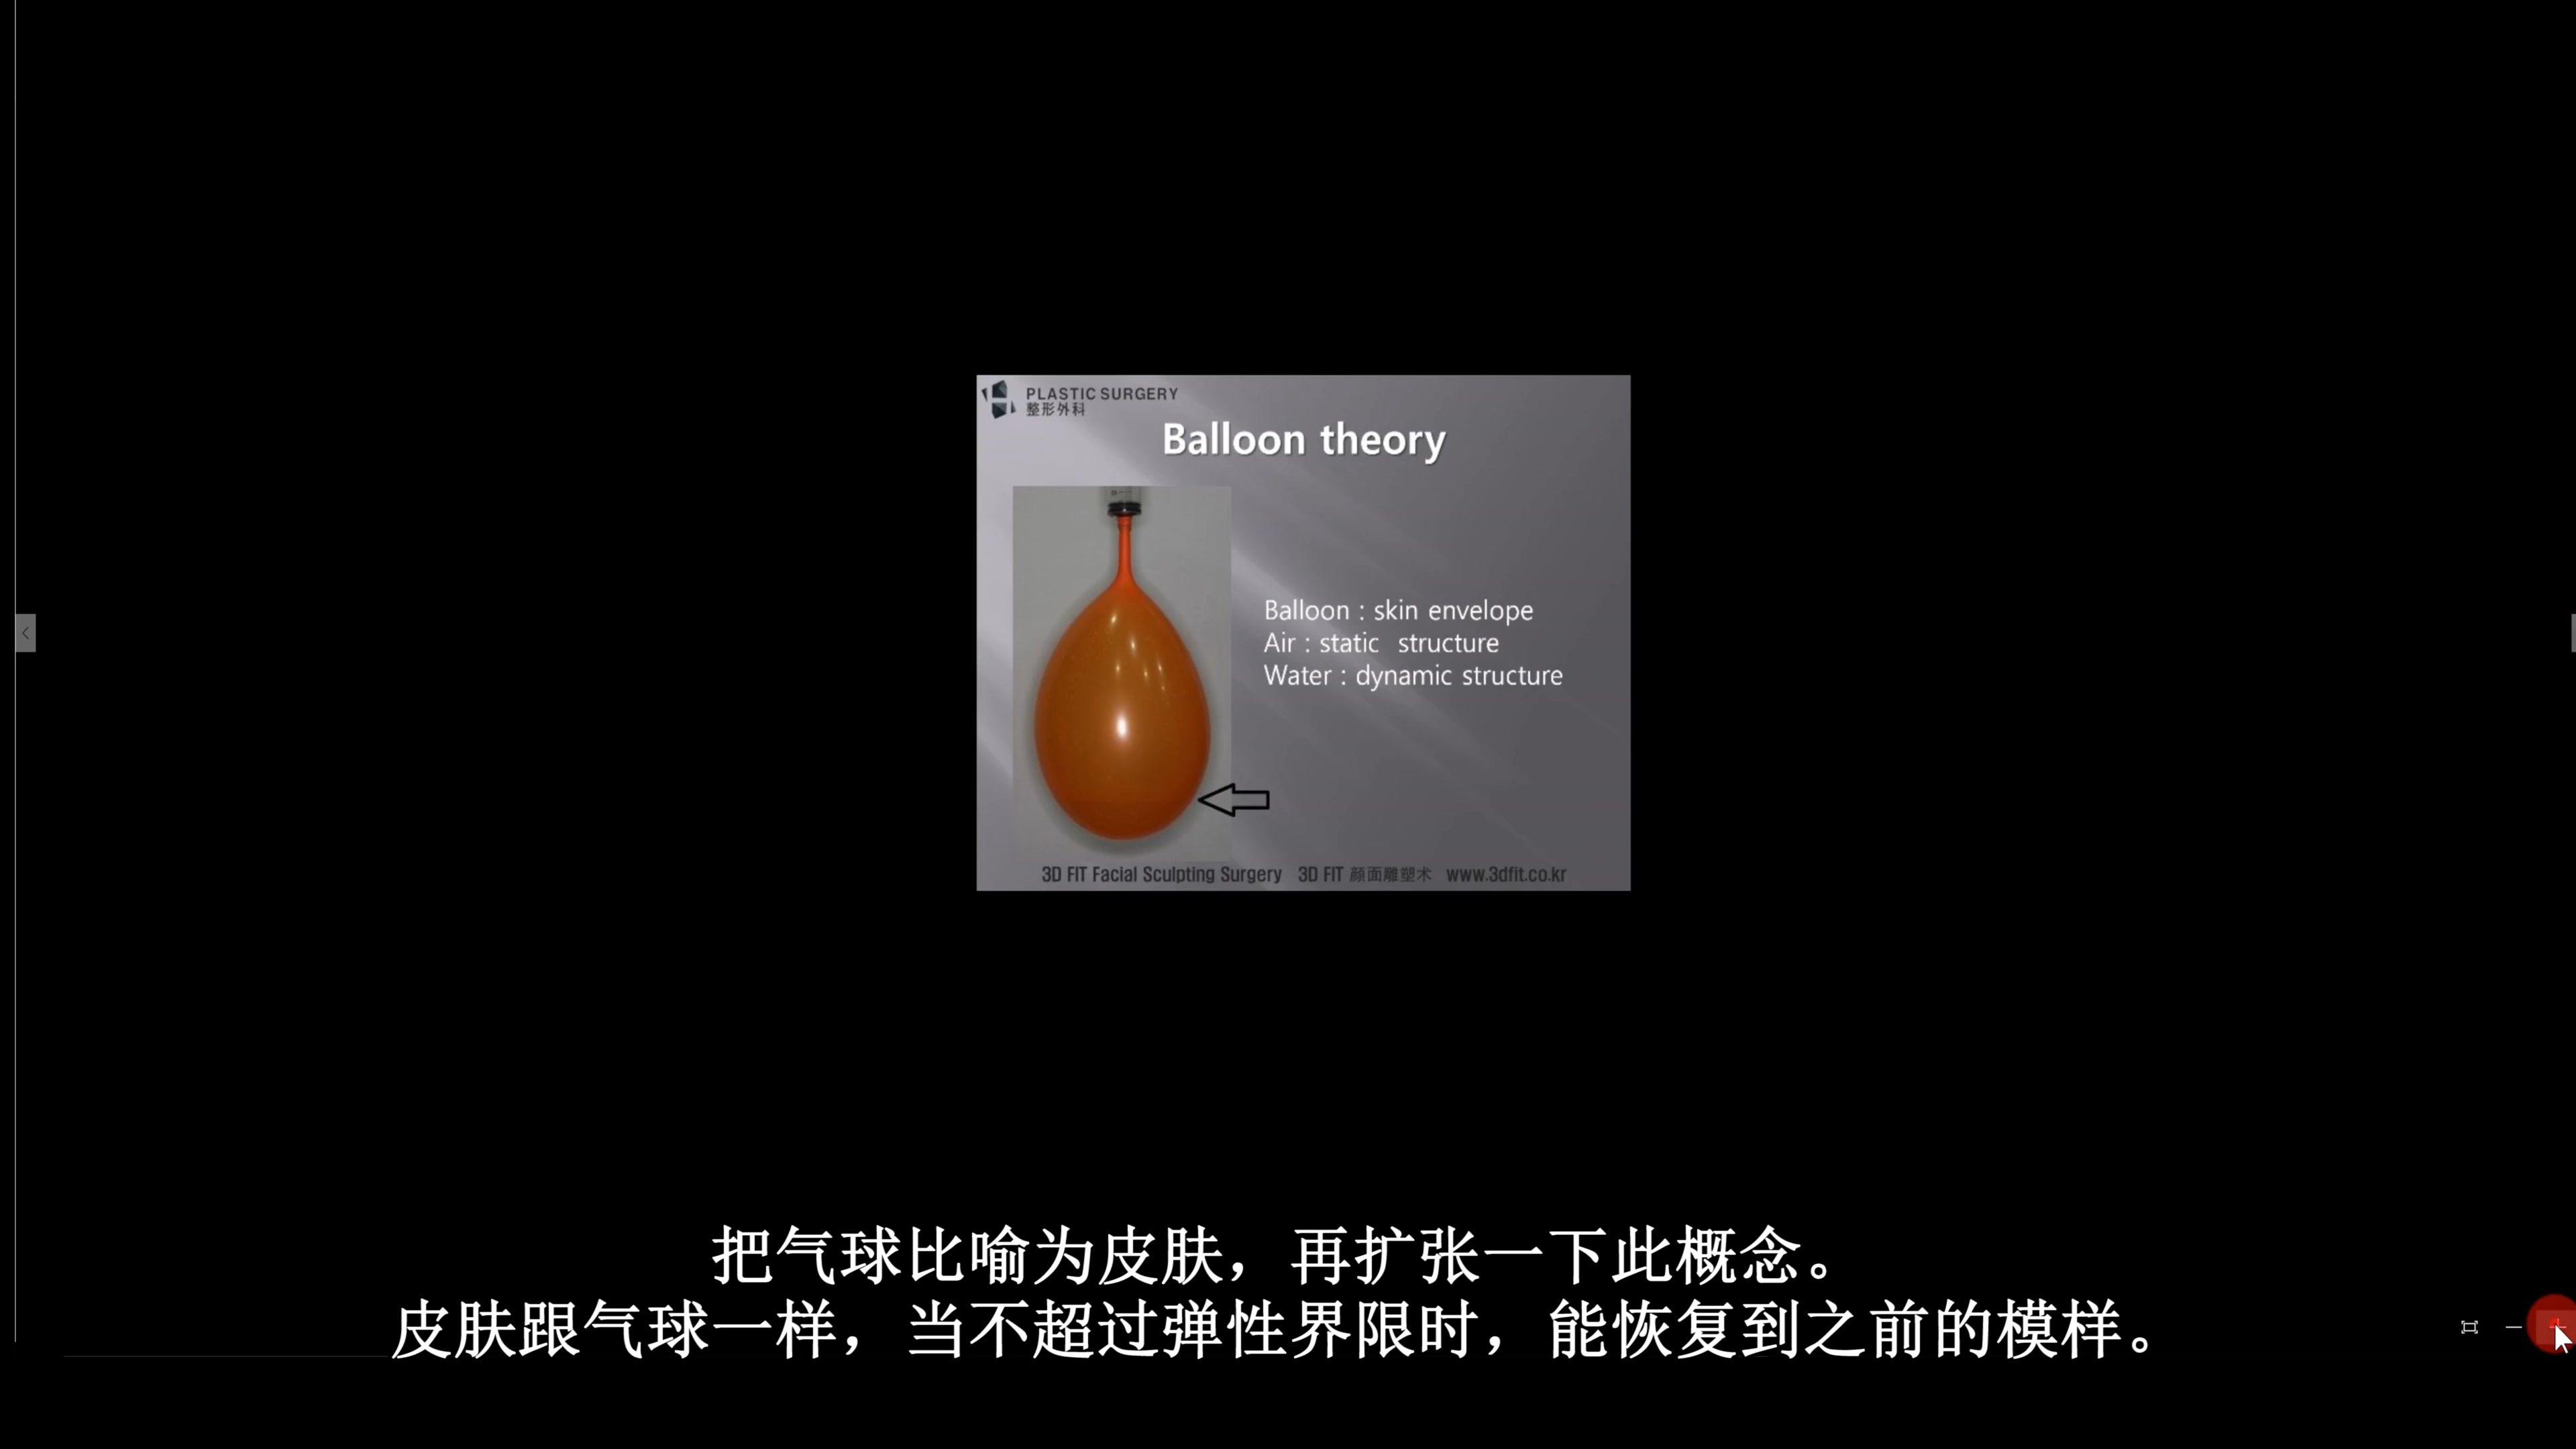 PLASTIC SURGERY
整形外科
Balloon theory
Balloon : skin envelope
Air : static structure
Water : dynamic structure
3D FIT Facial Sculpting Surgery 3D FIT 颜面雕塑术 www.3dfit.co.kr
把气球比喻为皮肤，再扩张一下此概念。
皮肤跟气球一样，当不超过弹性界限时，能恢复到之前的模样。